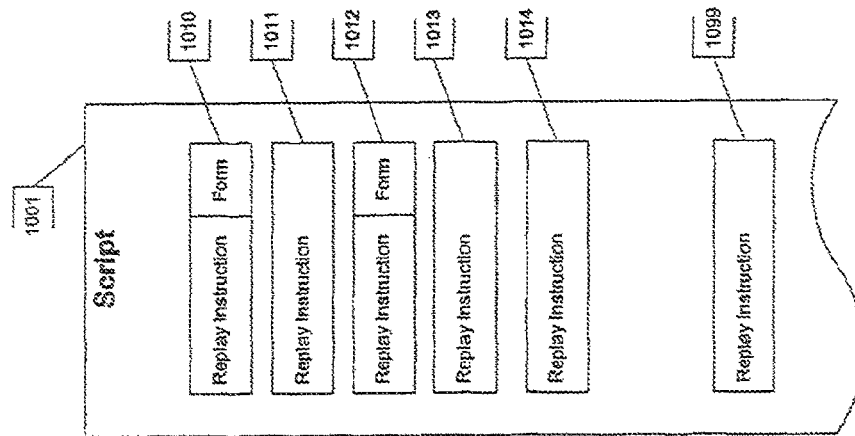 1001
Script
Replay Instruction Form
1010
Replay Instruction
1011
Replay Instruction Form
1012
Replay Instruction
1013
Replay Instruction
1014
Replay Instruction
1099